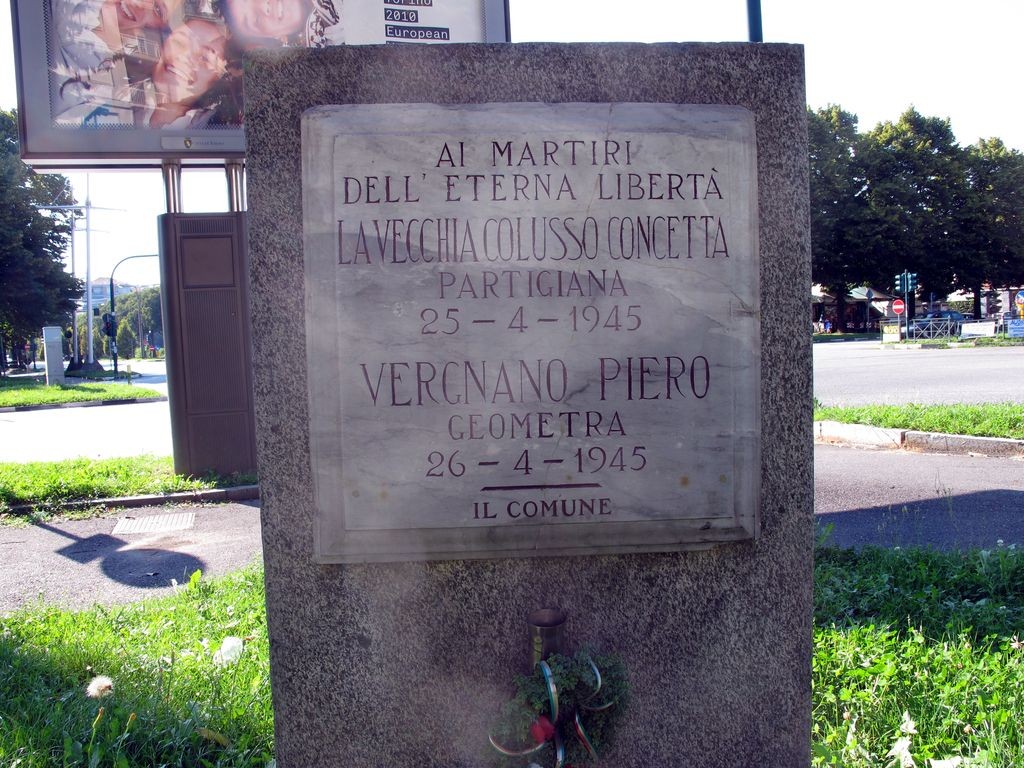 TORINO
2010
European
AI MARTIRI
DELL' ETERNA LIBERTÀ
LAVECCHIA COLUSSO CONCETTA
PARTIGIANA
25 – 4 – 1945
VERGNANO PIERO
GEOMETRA
26 – 4 – 1945
IL COMUNE